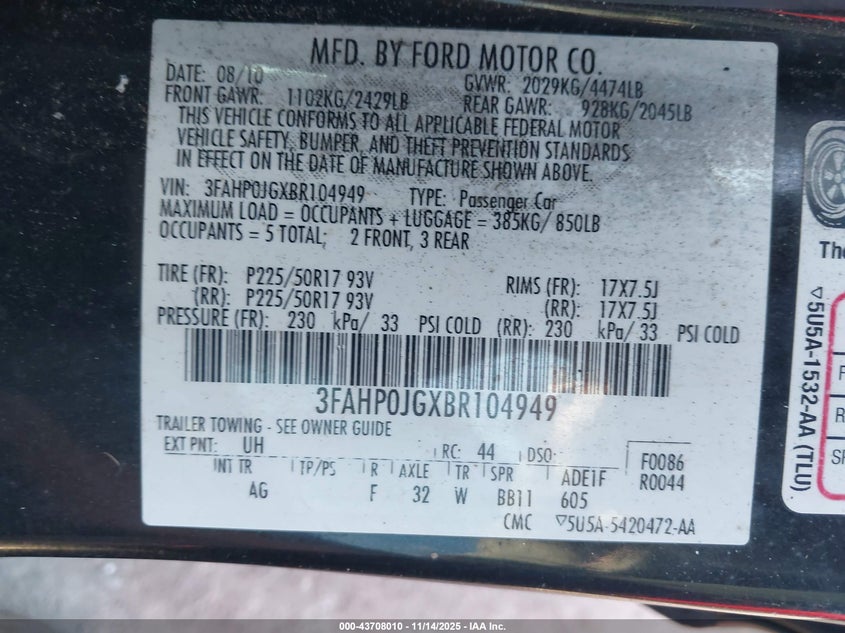 MFD. BY FORD MOTOR CO.
DATE: 08/10 GVWR: 2029KG/4474LB
FRONT GAWR: 1102KG/2429LB REAR GAWR: 928KG/2045LB
THIS VEHICLE CONFORMS TO ALL APPLICABLE FEDERAL MOTOR
VEHICLE SAFETY, BUMPER, AND THEFT PREVENTION STANDARDS
IN EFFECT ON THE DATE OF MANUFACTURE SHOWN ABOVE.
VIN: 3FAHP0JGXBR104949 TYPE: Passenger Car
MAXIMUM LOAD = OCCUPANTS + LUGGAGE = 385KG/ 850LB
OCCUPANTS = 5 TOTAL; 2 FRONT, 3 REAR
TIRE (FR): P225/50R17 93V RIMS (FR): 17X7.5J
(RR): P225/50R17 93V (RR): 17X7.5J
PRESSURE (FR): 230 kPa/ 33 PSI COLD (RR): 230 kPa/ 33 PSI COLD
3FAHP0JGXBR104949
TRAILER TOWING - SEE OWNER GUIDE
EXT PNT: UH RC: 44 DSO: F0086
INT TR TP/PS R AXLE TR SPR ADE1F R0044
AG F 32 W BB11 605
CMC ▽5U5A-5420472-AA
The
▽5U5A-1532-AA (TLU)
000-43708010 | 11/14/2025 - IAA Inc.